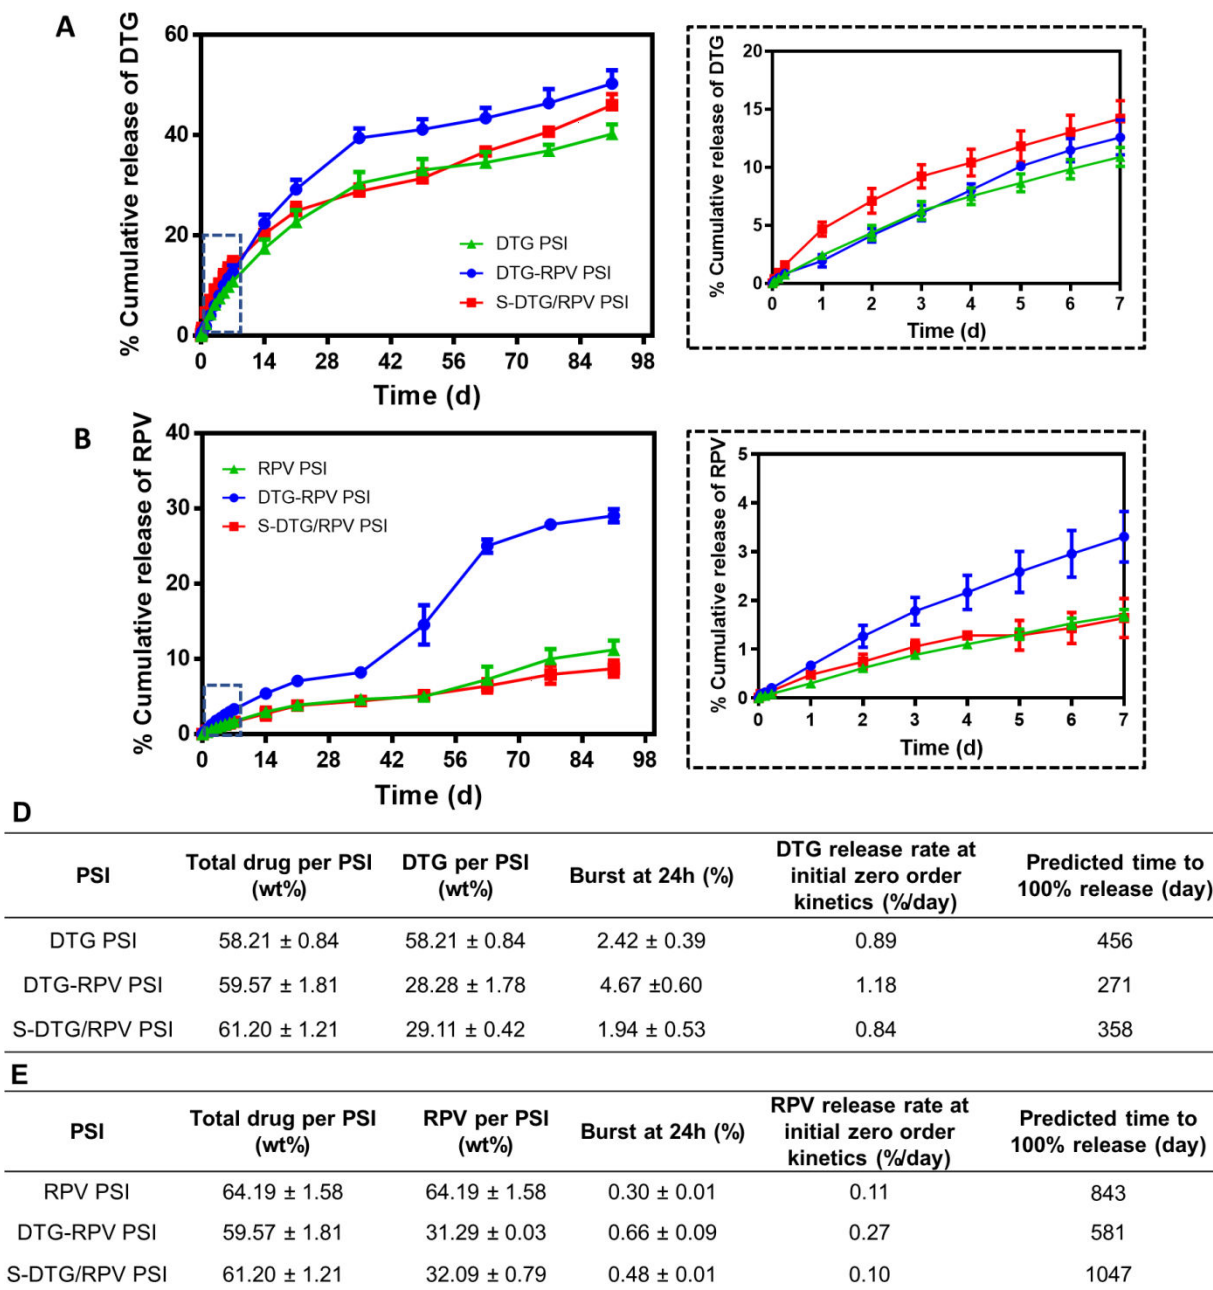 A
% Cumulative release of DTG
60
40
20
0
0 14 28 42 56 70 84 98
Time (d)
DTG PSI
DTG-RPV PSI
S-DTG/RPV PSI
% Cumulative release of DTG
20
15
10
5
0
0 1 2 3 4 5 6 7
Time (d)
B
% Cumulative release of RPV
40
30
20
10
0
0 14 28 42 56 70 84 98
Time (d)
RPV PSI
DTG-RPV PSI
S-DTG/RPV PSI
% Cumulative release of RPV
5
4
3
2
1
0
0 1 2 3 4 5 6 7
Time (d)
D
PSI Total drug per PSI (wt%) DTG per PSI (wt%) Burst at 24h (%) DTG release rate at initial zero order kinetics (%/day) Predicted time to 100% release (day)
DTG PSI 58.21 ± 0.84 58.21 ± 0.84 2.42 ± 0.39 0.89 456
DTG-RPV PSI 59.57 ± 1.81 28.28 ± 1.78 4.67 ±0.60 1.18 271
S-DTG/RPV PSI 61.20 ± 1.21 29.11 ± 0.42 1.94 ± 0.53 0.84 358
E
PSI Total drug per PSI (wt%) RPV per PSI (wt%) Burst at 24h (%) RPV release rate at initial zero order kinetics (%/day) Predicted time to 100% release (day)
RPV PSI 64.19 ± 1.58 64.19 ± 1.58 0.30 ± 0.01 0.11 843
DTG-RPV PSI 59.57 ± 1.81 31.29 ± 0.03 0.66 ± 0.09 0.27 581
S-DTG/RPV PSI 61.20 ± 1.21 32.09 ± 0.79 0.48 ± 0.01 0.10 1047